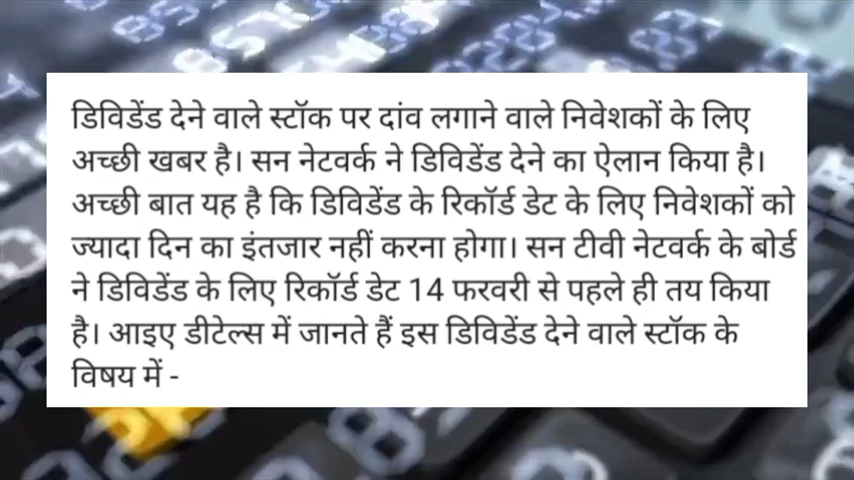 डिविडेंड देने वाले स्टॉक पर दांव लगाने वाले निवेशकों के लिए
अच्छी खबर है। सन नेटवर्क ने डिविडेंड देने का ऐलान किया है।
अच्छी बात यह है कि डिविडेंड के रिकॉर्ड डेट के लिए निवेशकों को
ज्यादा दिन का इंतजार नहीं करना होगा। सन टीवी नेटवर्क के बोर्ड
ने डिविडेंड के लिए रिकॉर्ड डेट 14 फरवरी से पहले ही तय किया
है। आइए डीटेल्स में जानते हैं इस डिविडेंड देने वाले स्टॉक के
विषय में -